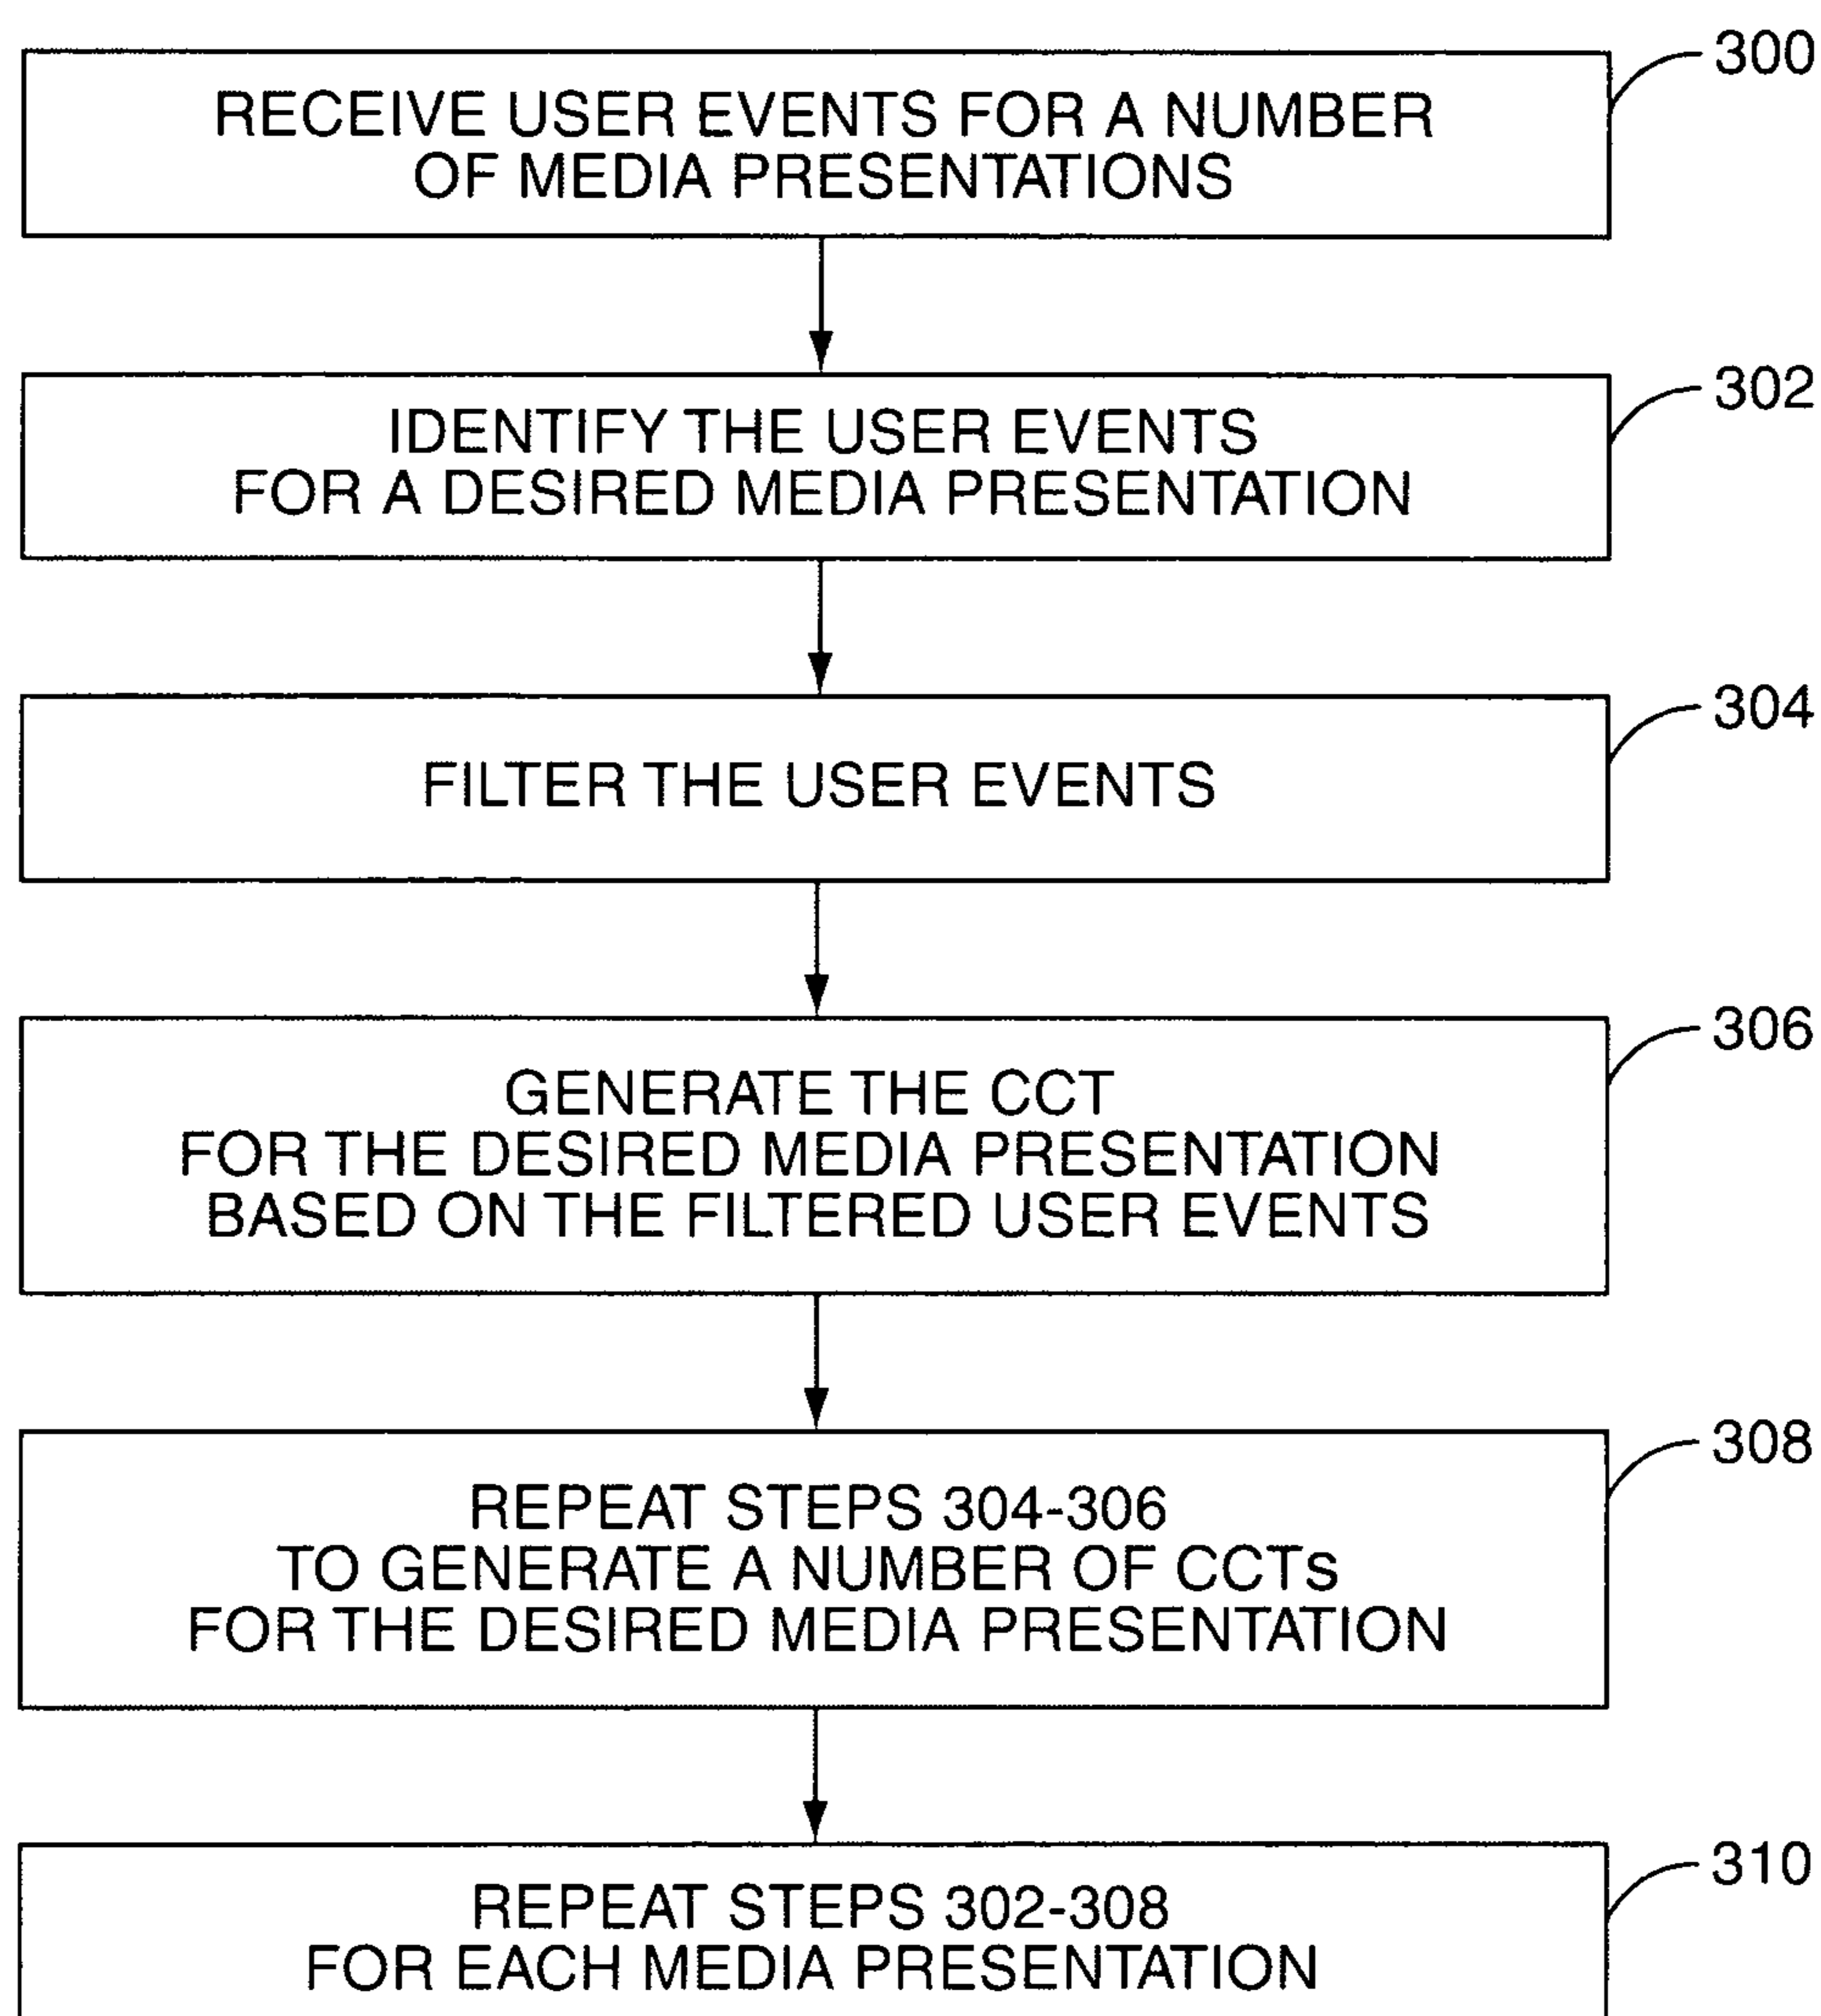 300
RECEIVE USER EVENTS FOR A NUMBER
OF MEDIA PRESENTATIONS
302
IDENTIFY THE USER EVENTS
FOR A DESIRED MEDIA PRESENTATION
304
FILTER THE USER EVENTS
306
GENERATE THE CCT
FOR THE DESIRED MEDIA PRESENTATION
BASED ON THE FILTERED USER EVENTS
308
REPEAT STEPS 304-306
TO GENERATE A NUMBER OF CCTs
FOR THE DESIRED MEDIA PRESENTATION
310
REPEAT STEPS 302-308
FOR EACH MEDIA PRESENTATION